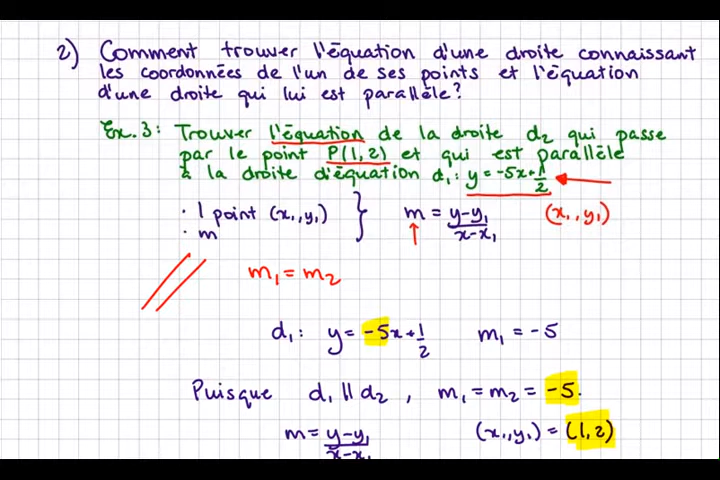 2) Comment trouver l'équation d'une droite connaissant
les coordonnées de l'un de ses points et l'équation
d'une droite qui lui est parallèle?
Ex. 3: Trouver l'équation de la droite d₂ qui passe
par le point P(1,2) et qui est parallèle
à la droite d'équation d₁: y = -5x+1/2
· 1 point (x₁,y₁) } m = y-y₁/x-x₁ (x₁,y₁)
· m
m₁ = m₂
d₁: y = -5x+1/2 m₁ = -5
Puisque d₁ ∥ d₂, m₁ = m₂ = -5.
m = y-y₁/x-x₁ (x₁,y₁) = (1,2)